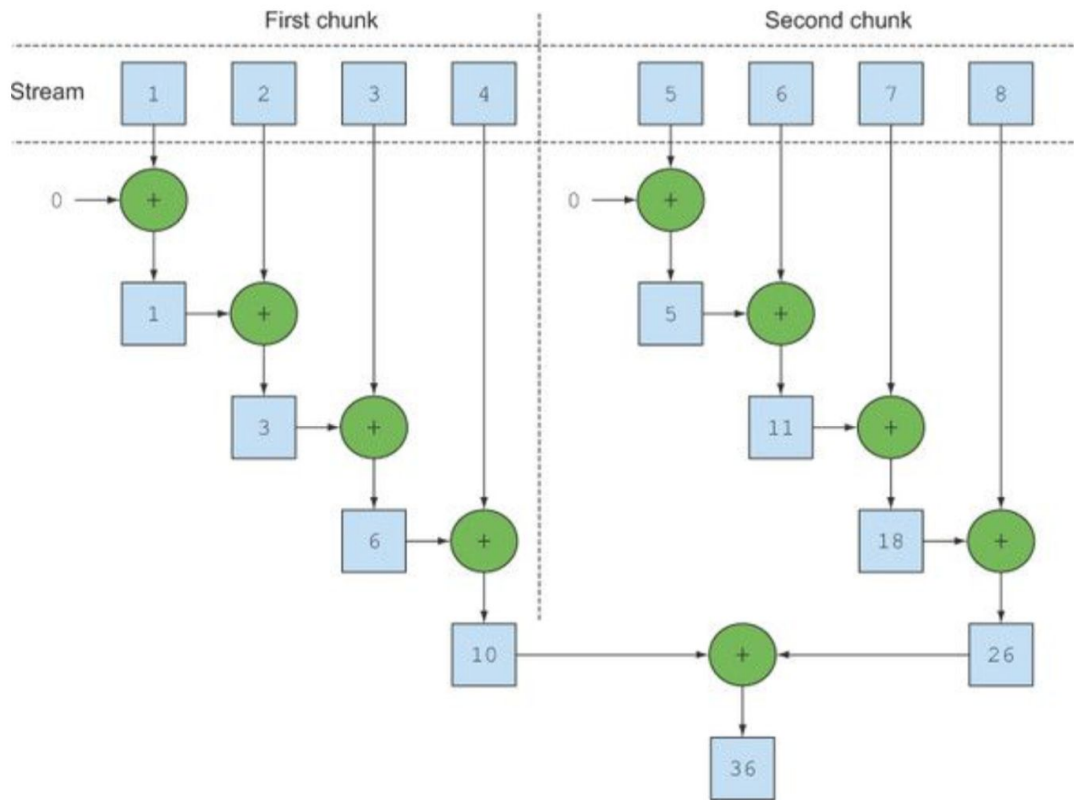 First chunk Second chunk
Stream 1 2 3 4 5 6 7 8
0 + 0 +
1 + 5 +
3 + 11 +
6 + 18 +
10 + 26
36